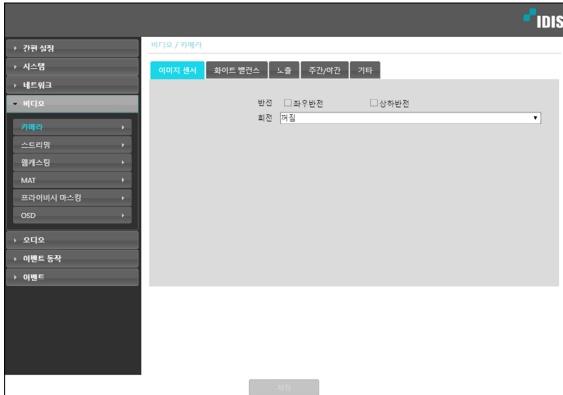 IDIS
간편 설정
시스템
네트워크
비디오
카메라
스트리밍
웹캐스팅
MAT
프라이버시 마스킹
OSD
오디오
이벤트 동작
이벤트
비디오 / 카메라
이미지 센서 화이트 밸런스 노출 주간/야간 기타
반전 좌우반전 상하반전
회전 꺼짐
저장